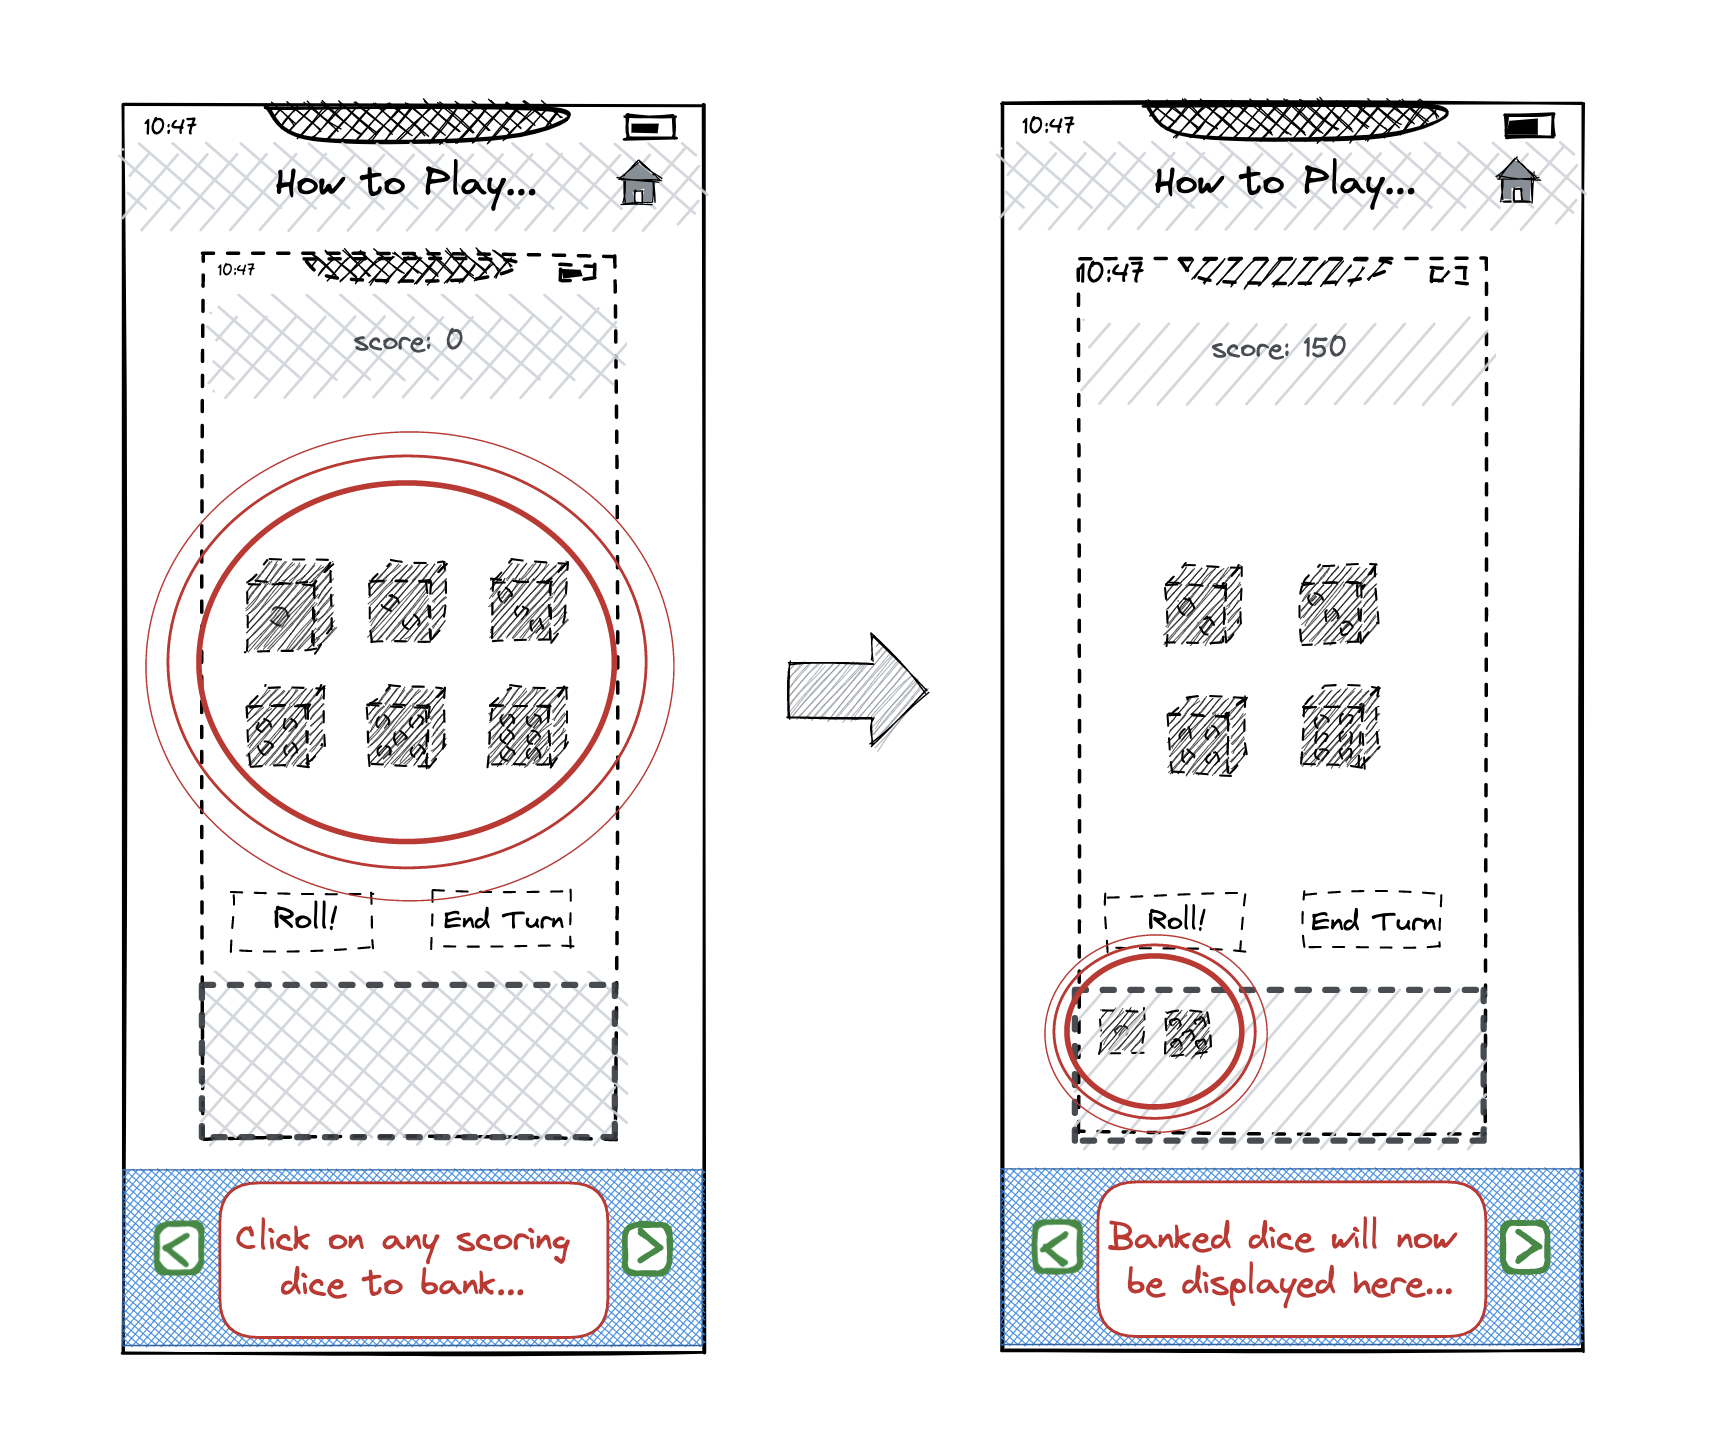 10:47
How to Play...
10:47
score: 0
Roll!
End Turn
Click on any scoring
dice to bank...
10:47
How to Play...
10:47
score: 150
Roll!
End Turn
Banked dice will now
be displayed here...